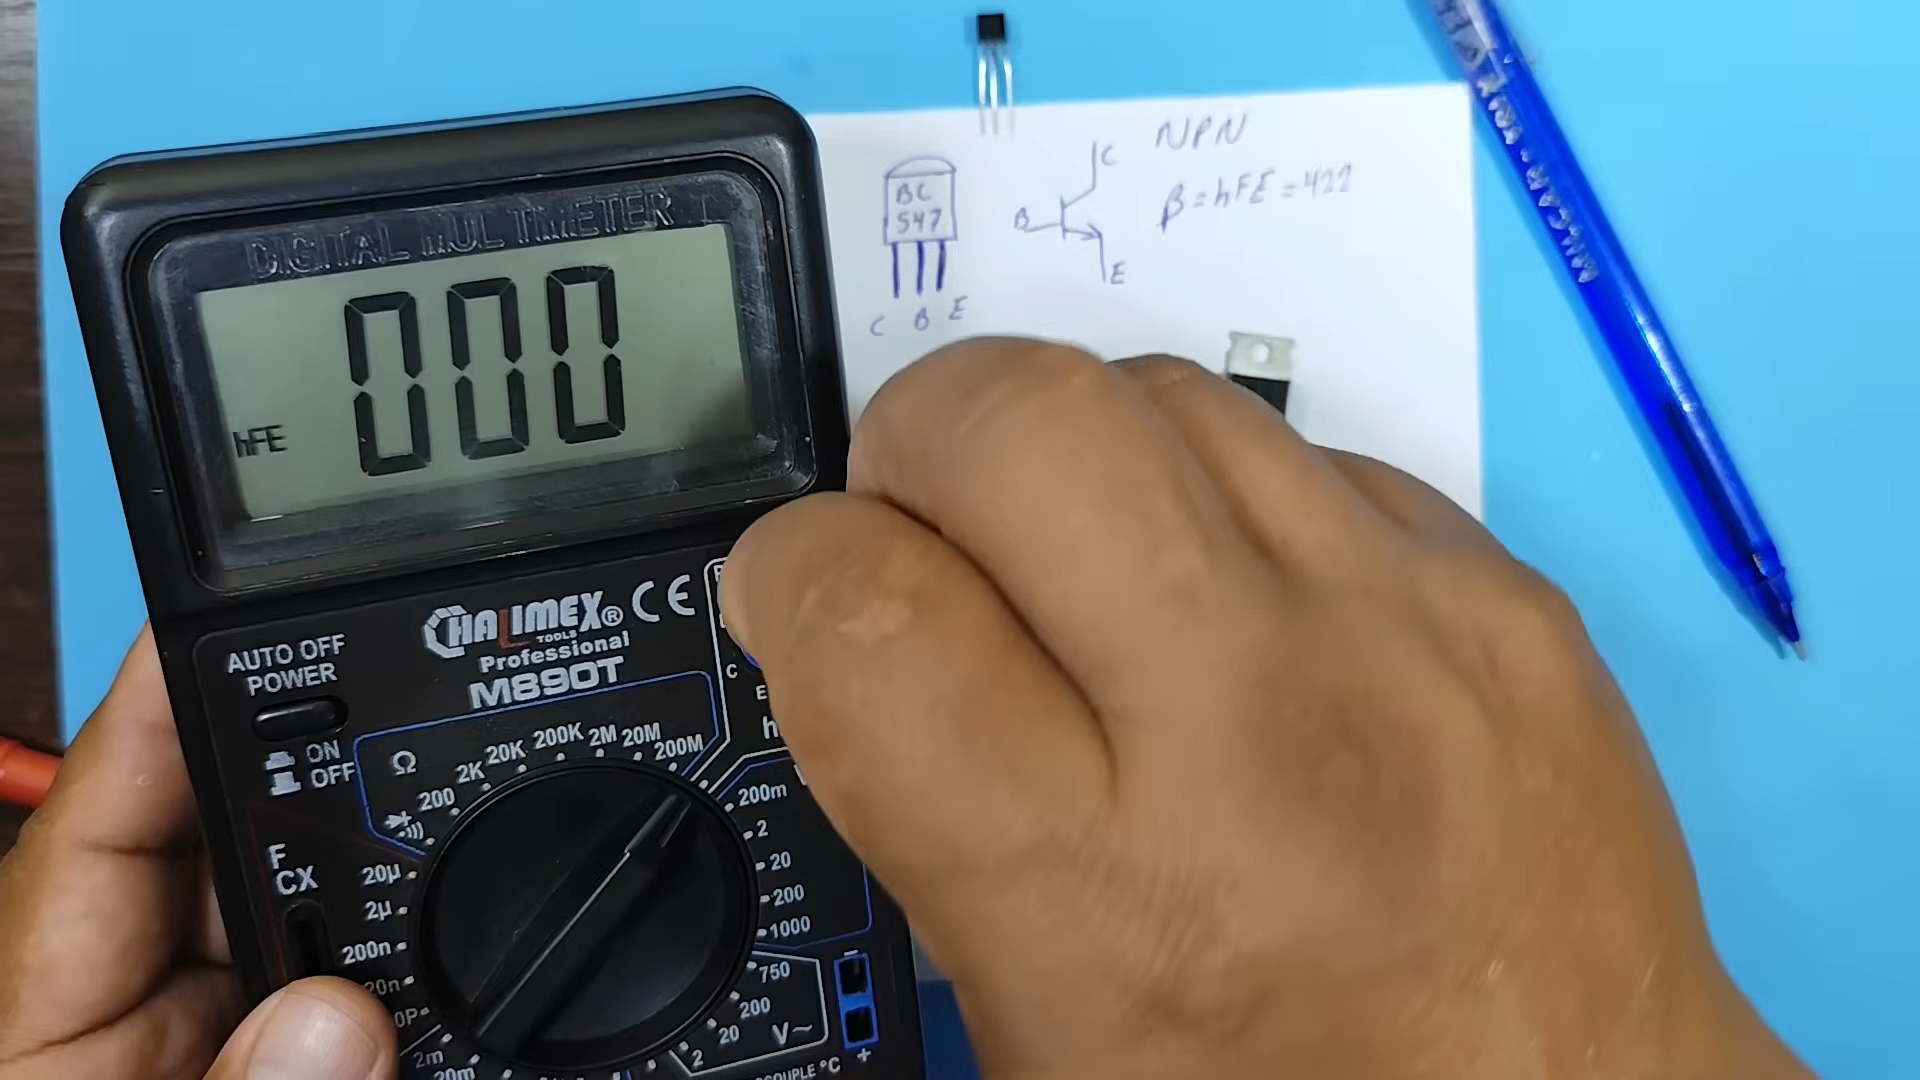 DIGITAL MULTIMETER
000
hFE
HALIMEX® CE
TOOLS
Professional
M890T
AUTO OFF
POWER
ON
OFF
Ω
200
2K
20K
200K
2M
20M
200M
F
CX
20µ
2µ
200n
20n
2m
20m
C
E
h
200m
2
20
200
1000
750
200
20
2
V~
°C
−
+
NPN
β = hFE = 422
BC
547
C B E
C
B
E